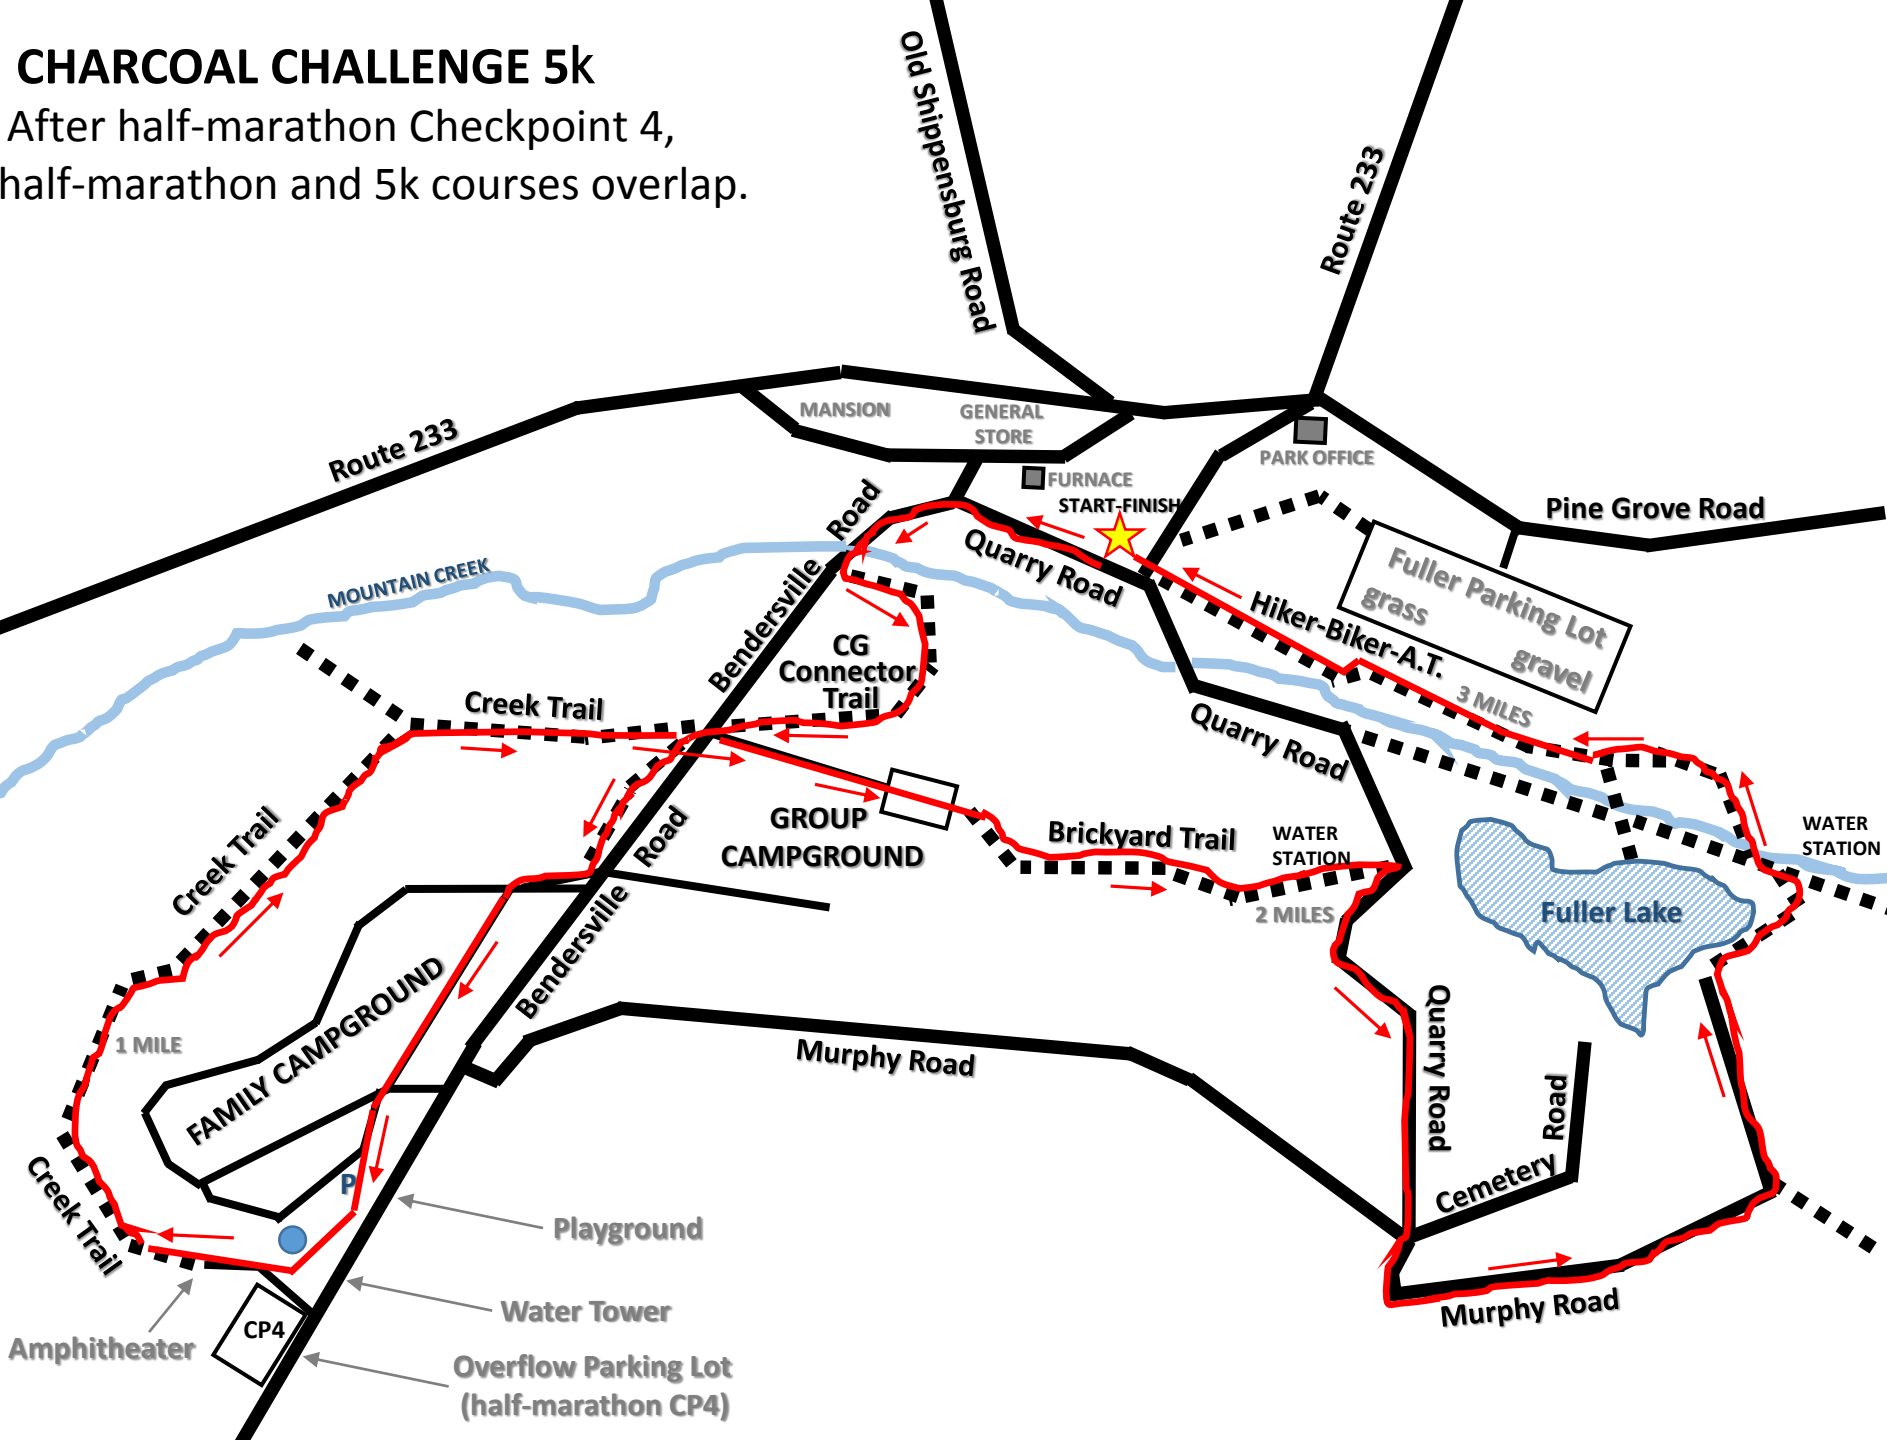 CHARCOAL CHALLENGE 5k
After half-marathon Checkpoint 4,
half-marathon and 5k courses overlap.
Old Shippensburg Road
Route 233
Route 233
MANSION
GENERAL
STORE
FURNACE
START-FINISH
PARK OFFICE
Pine Grove Road
Fuller Parking Lot
grass
gravel
Hiker-Biker-A.T.
3 MILES
Quarry Road
Bendersville
Road
MOUNTAIN CREEK
CG
Connector
Trail
Creek Trail
Quarry Road
GROUP
CAMPGROUND
Brickyard Trail
WATER
STATION
WATER
STATION
2 MILES
Fuller Lake
Creek Trail
Road
Bendersville
FAMILY CAMPGROUND
1 MILE
Murphy Road
Quarry Road
Cemetery
Road
Creek Trail
P
Playground
Water Tower
Murphy Road
Amphitheater
CP4
Overflow Parking Lot
(half-marathon CP4)